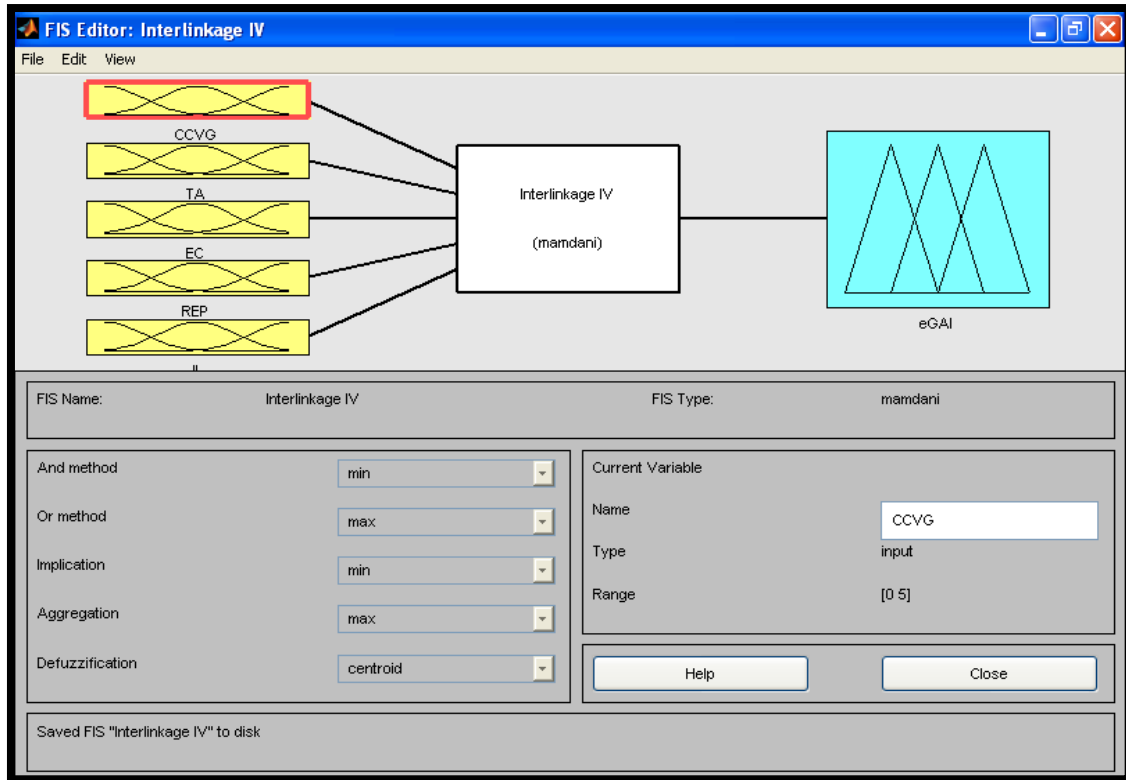 FIS Editor: Interlinkage IV
File Edit View
CCVG
TA
EC
REP
Interlinkage IV
(mamdani)
eGAI
FIS Name: Interlinkage IV FIS Type: mamdani
And method min
Or method max
Implication min
Aggregation max
Defuzzification centroid
Current Variable
Name CCVG
Type input
Range [0 5]
Help Close
Saved FIS "Interlinkage IV" to disk